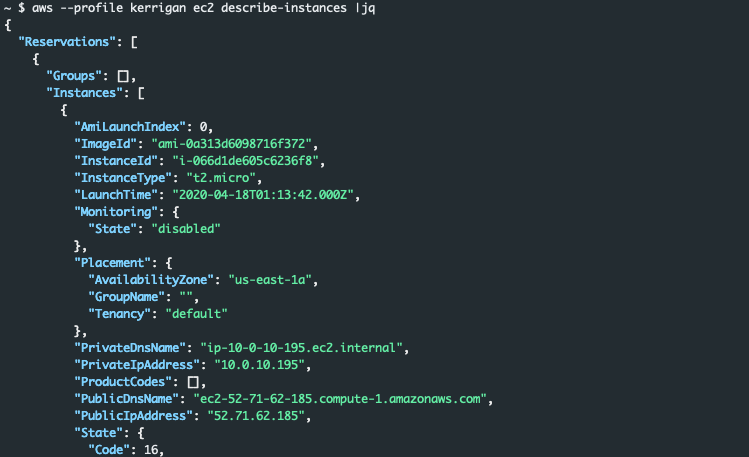 ~ $ aws --profile kerrigan ec2 describe-instances |jq
{
  "Reservations": [
    {
      "Groups": [],
      "Instances": [
        {
          "AmiLaunchIndex": 0,
          "ImageId": "ami-0a313d6098716f372",
          "InstanceId": "i-066d1de605c6236f8",
          "InstanceType": "t2.micro",
          "LaunchTime": "2020-04-18T01:13:42.000Z",
          "Monitoring": {
            "State": "disabled"
          },
          "Placement": {
            "AvailabilityZone": "us-east-1a",
            "GroupName": "",
            "Tenancy": "default"
          },
          "PrivateDnsName": "ip-10-0-10-195.ec2.internal",
          "PrivateIpAddress": "10.0.10.195",
          "ProductCodes": [],
          "PublicDnsName": "ec2-52-71-62-185.compute-1.amazonaws.com",
          "PublicIpAddress": "52.71.62.185",
          "State": {
            "Code": 16,